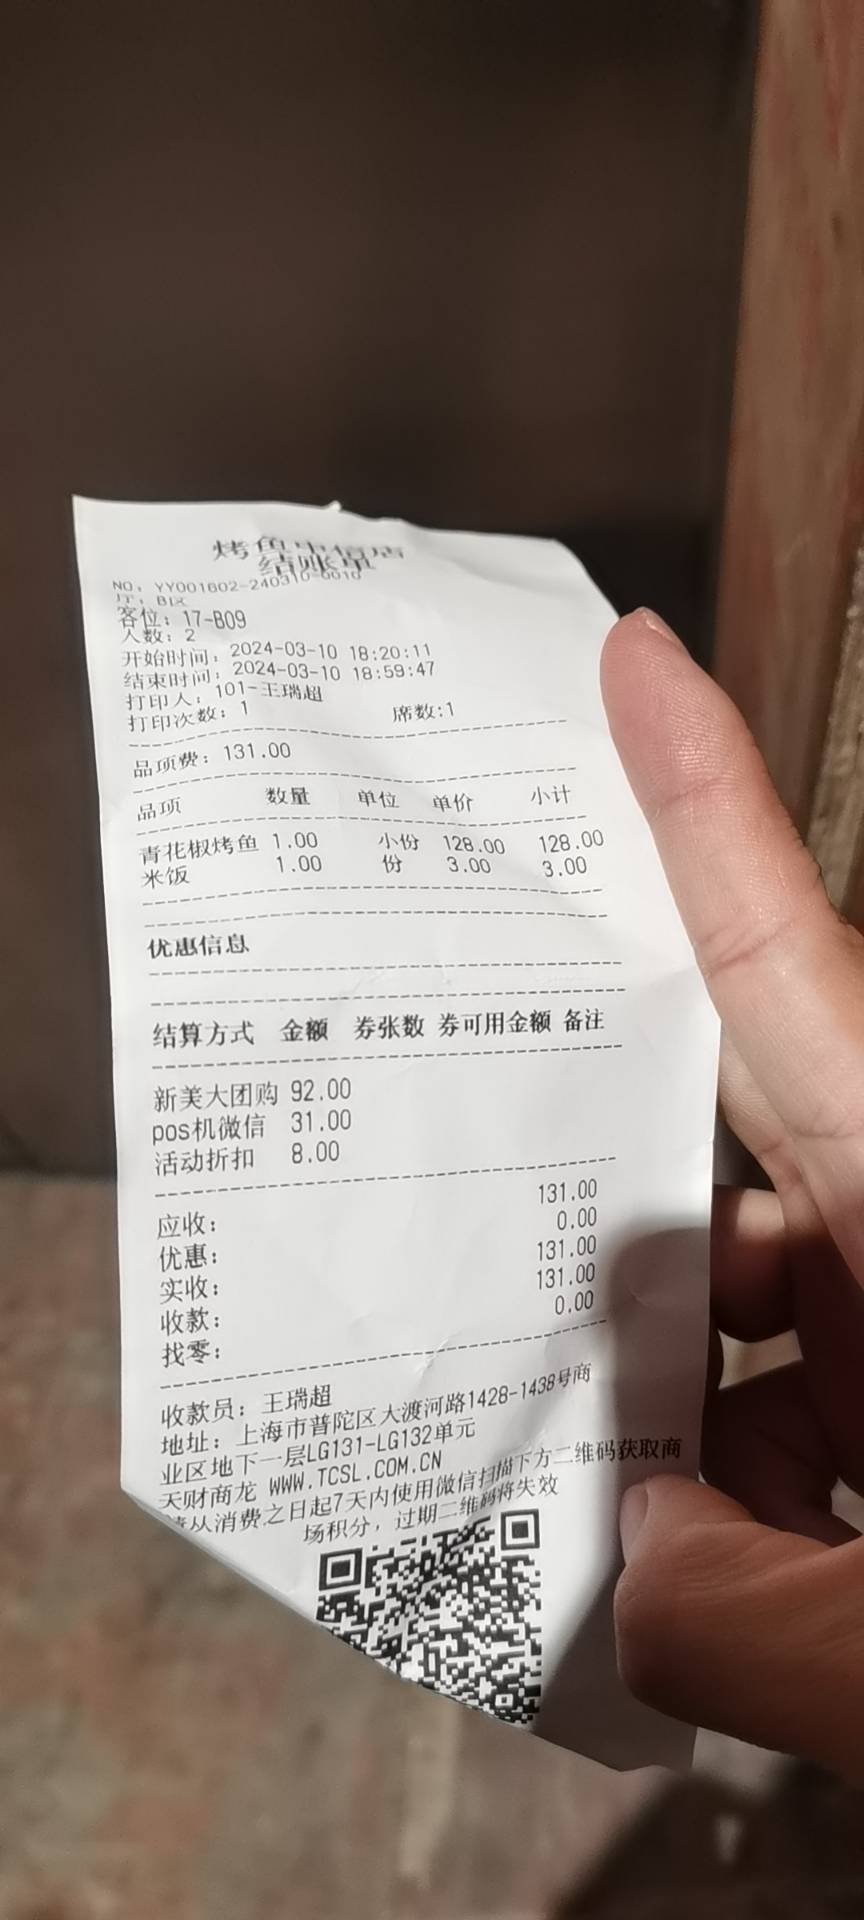 烤鱼中信店
结账单
NO: YY001602-240310-0010
厅: B区
客位: 17-B09
人数: 2
开始时间: 2024-03-10 18:20:11
结束时间: 2024-03-10 18:59:47
打印人: 101-王瑞超
打印次数: 1 席数:1
品项费: 131.00
品项 数量 单位 单价 小计
青花椒烤鱼 1.00 小份 128.00 128.00
米饭 1.00 份 3.00 3.00
优惠信息
结算方式 金额 券张数 券可用金额 备注
新美大团购 92.00
pos机微信 31.00
活动折扣 8.00
应收: 131.00
优惠: 0.00
实收: 131.00
收款: 131.00
找零: 0.00
收款员: 王瑞超
地址: 上海市普陀区大渡河路1428-1438号商
业区地下一层LG131-LG132单元
天财商龙 WWW.TCSL.COM.CN
请从消费之日起7天内使用微信扫描下方二维码获取商
场积分, 过期二维码将失效